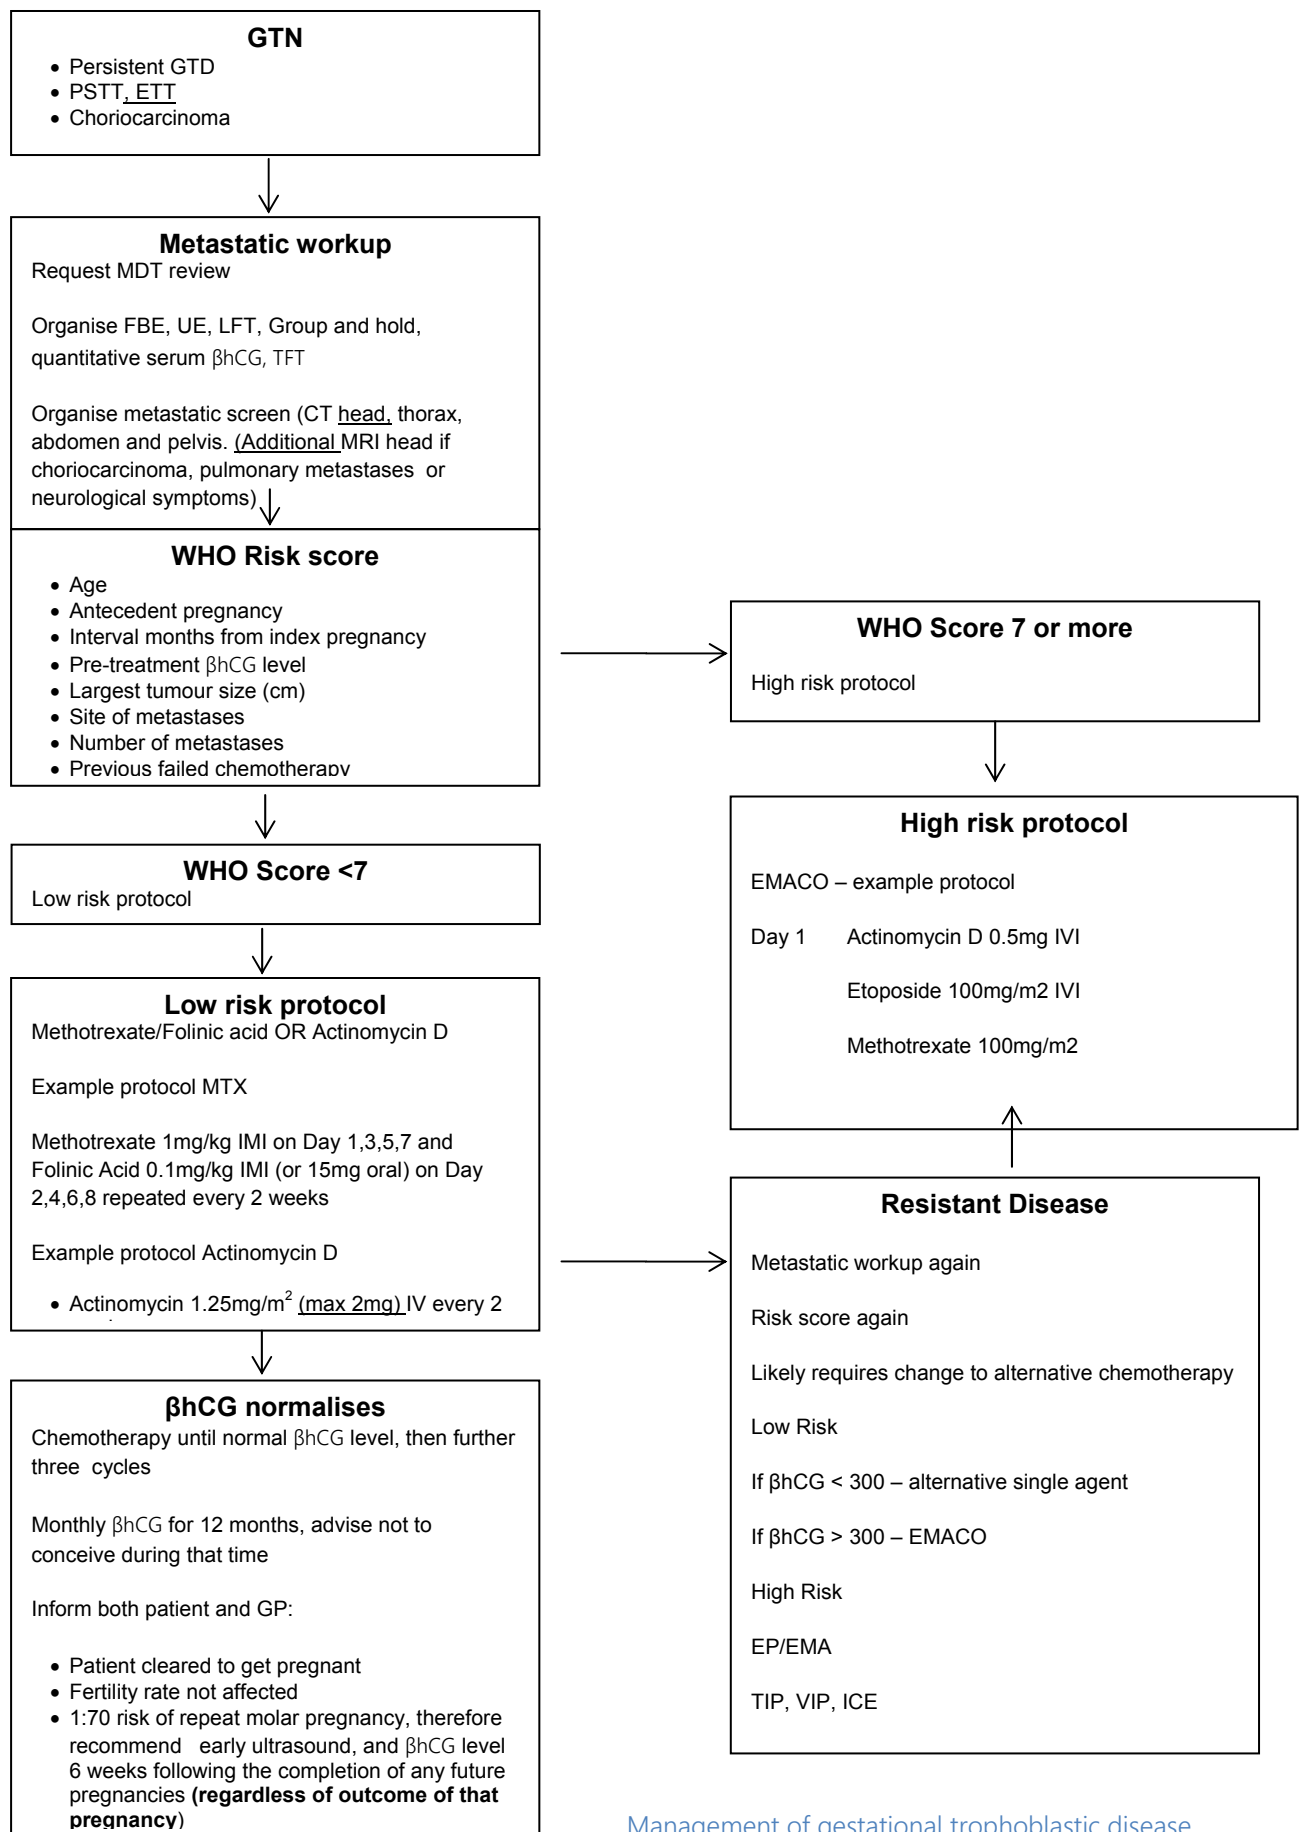 GTN
• Persistent GTD
• PSTT, ETT
• Choriocarcinoma
Metastatic workup
Request MDT review
Organise FBE, UE, LFT, Group and hold,
quantitative serum βhCG, TFT
Organise metastatic screen (CT head, thorax,
abdomen and pelvis. (Additional MRI head if
choriocarcinoma, pulmonary metastases or
neurological symptoms)
WHO Risk score
• Age
• Antecedent pregnancy
• Interval months from index pregnancy
• Pre-treatment βhCG level
• Largest tumour size (cm)
• Site of metastases
• Number of metastases
• Previous failed chemotherapy
WHO Score <7
Low risk protocol
Low risk protocol
Methotrexate/Folinic acid OR Actinomycin D
Example protocol MTX
Methotrexate 1mg/kg IMI on Day 1,3,5,7 and
Folinic Acid 0.1mg/kg IMI (or 15mg oral) on Day
2,4,6,8 repeated every 2 weeks
Example protocol Actinomycin D
• Actinomycin 1.25mg/m2 (max 2mg) IV every 2
βhCG normalises
Chemotherapy until normal βhCG level, then further
three cycles
Monthly βhCG for 12 months, advise not to
conceive during that time
Inform both patient and GP:
• Patient cleared to get pregnant
• Fertility rate not affected
• 1:70 risk of repeat molar pregnancy, therefore
recommend early ultrasound, and βhCG level
6 weeks following the completion of any future
pregnancies (regardless of outcome of that
pregnancy)
WHO Score 7 or more
High risk protocol
High risk protocol
EMACO – example protocol
Day 1 Actinomycin D 0.5mg IVI
Etoposide 100mg/m2 IVI
Methotrexate 100mg/m2
Resistant Disease
Metastatic workup again
Risk score again
Likely requires change to alternative chemotherapy
Low Risk
If βhCG < 300 – alternative single agent
If βhCG > 300 – EMACO
High Risk
EP/EMA
TIP, VIP, ICE
Management of gestational trophoblastic disease